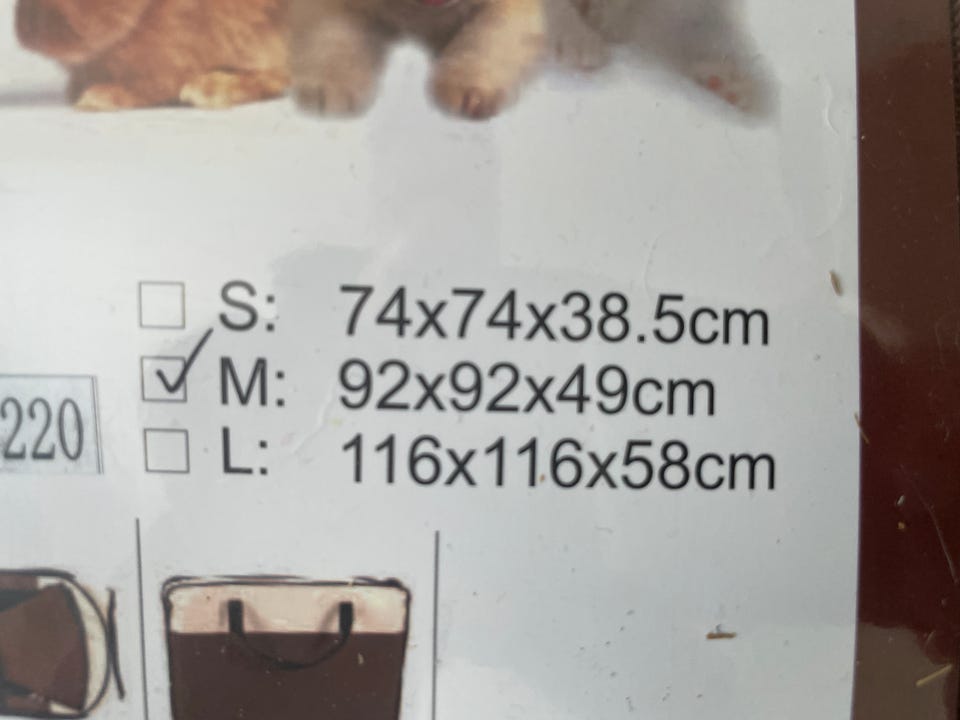 S: 74x74x38.5cm
M: 92x92x49cm
220
L: 116x116x58cm